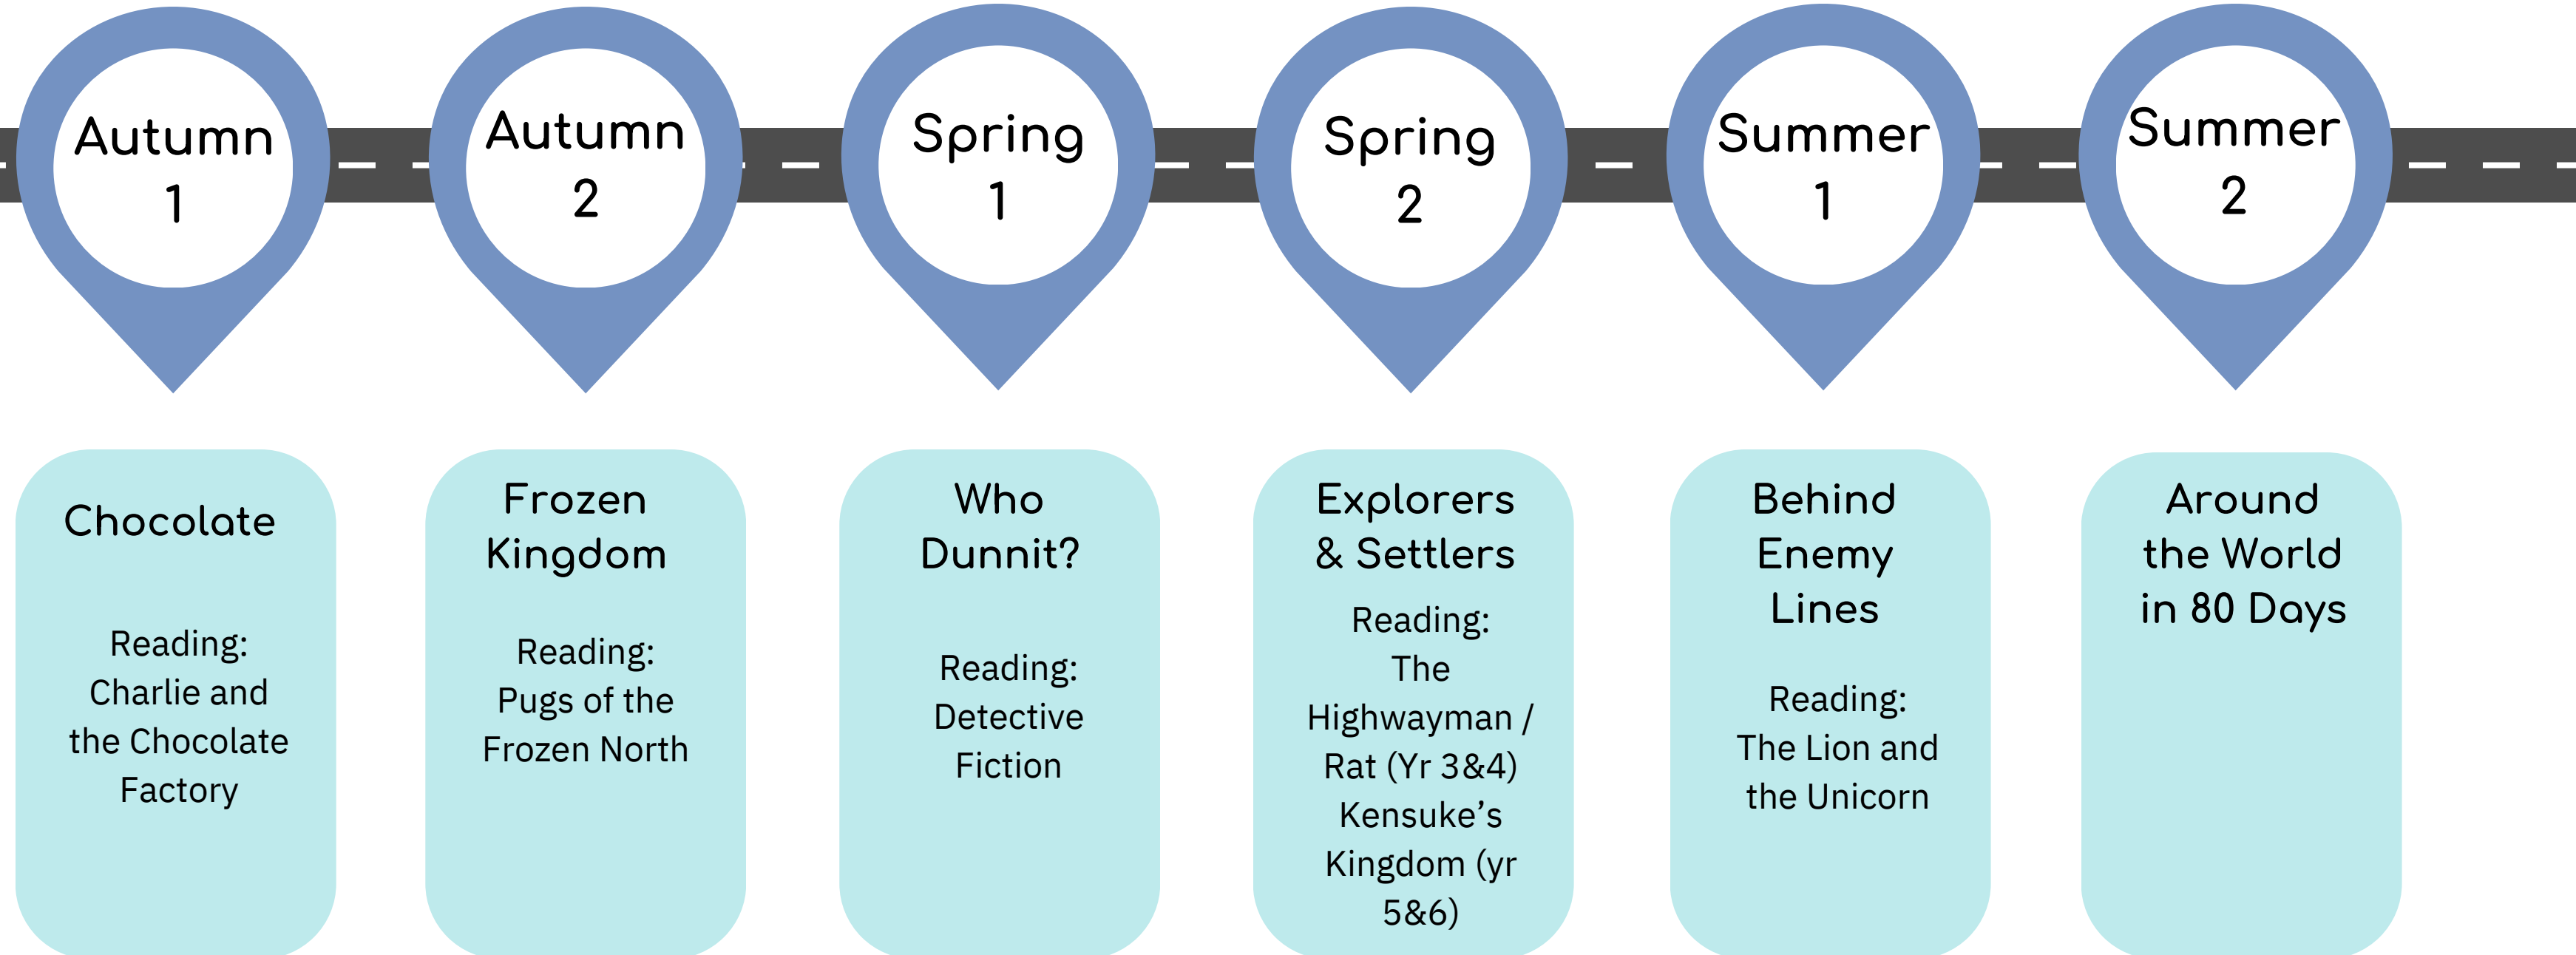 Autumn
1
Autumn
2
Spring
1
Spring
2
Summer
1
Summer
2
Chocolate
Reading:
Charlie and
the Chocolate
Factory
Frozen
Kingdom
Reading:
Pugs of the
Frozen North
Who
Dunnit?
Reading:
Detective
Fiction
Explorers
& Settlers
Reading:
The
Highwayman /
Rat (Yr 3&4)
Kensuke’s
Kingdom (yr
5&6)
Behind
Enemy
Lines
Reading:
The Lion and
the Unicorn
Around
the World
in 80 Days